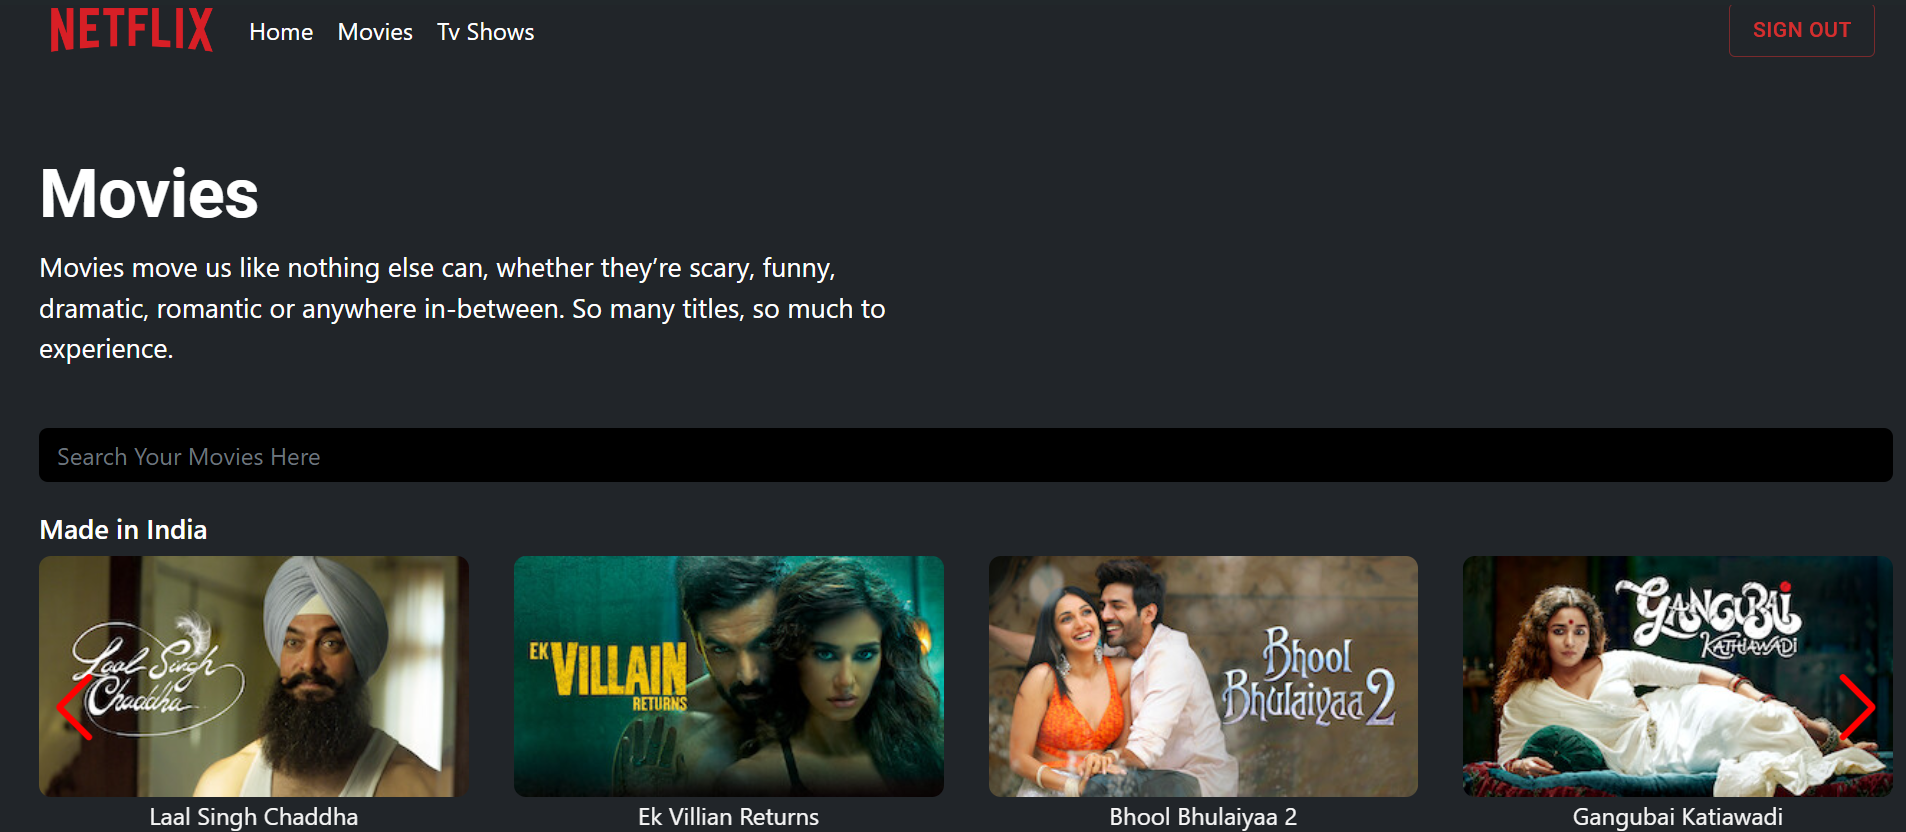 NETFLIX Home Movies Tv Shows SIGN OUT
Movies
Movies move us like nothing else can, whether they’re scary, funny,
dramatic, romantic or anywhere in-between. So many titles, so much to
experience.
Search Your Movies Here
Made in India
Laal Singh
Chaddha
EK VILLAIN
RETURNS
Bhool
Bhulaiyaa 2
GANGUBAI
KATHIAWADI
Laal Singh Chaddha
Ek Villian Returns
Bhool Bhulaiyaa 2
Gangubai Katiawadi